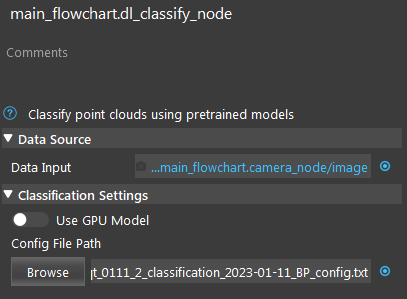 main_flowchart.dl_classify_node
Comments
Classify point clouds using pretrained models
Data Source
Data Input ...main_flowchart.camera_node/image
Classification Settings
Use GPU Model
Config File Path
Browse t_0111_2_classification_2023-01-11_BP_config.txt